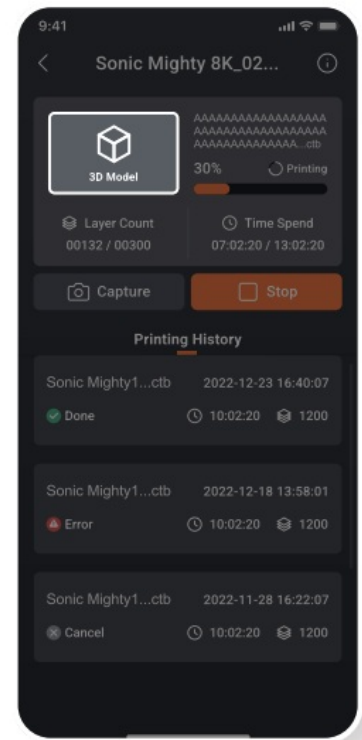 9:41
Sonic Mighty 8K_02...
3D Model
AAAAAAAAAAAAAAAAAA
AAAAAAAAAAAAAAAAAA
AAAAAAAAAAAAAA...ctb
30% Printing
Layer Count
00132 / 00300
Time Spend
07:02:20 / 13:02:20
Capture
Stop
Printing History
Sonic Mighty1...ctb 2022-12-23 16:40:07
Done 10:02:20 1200
Sonic Mighty1...ctb 2022-12-18 13:58:01
Error 10:02:20 1200
Sonic Mighty1...ctb 2022-11-28 16:22:07
Cancel 10:02:20 1200